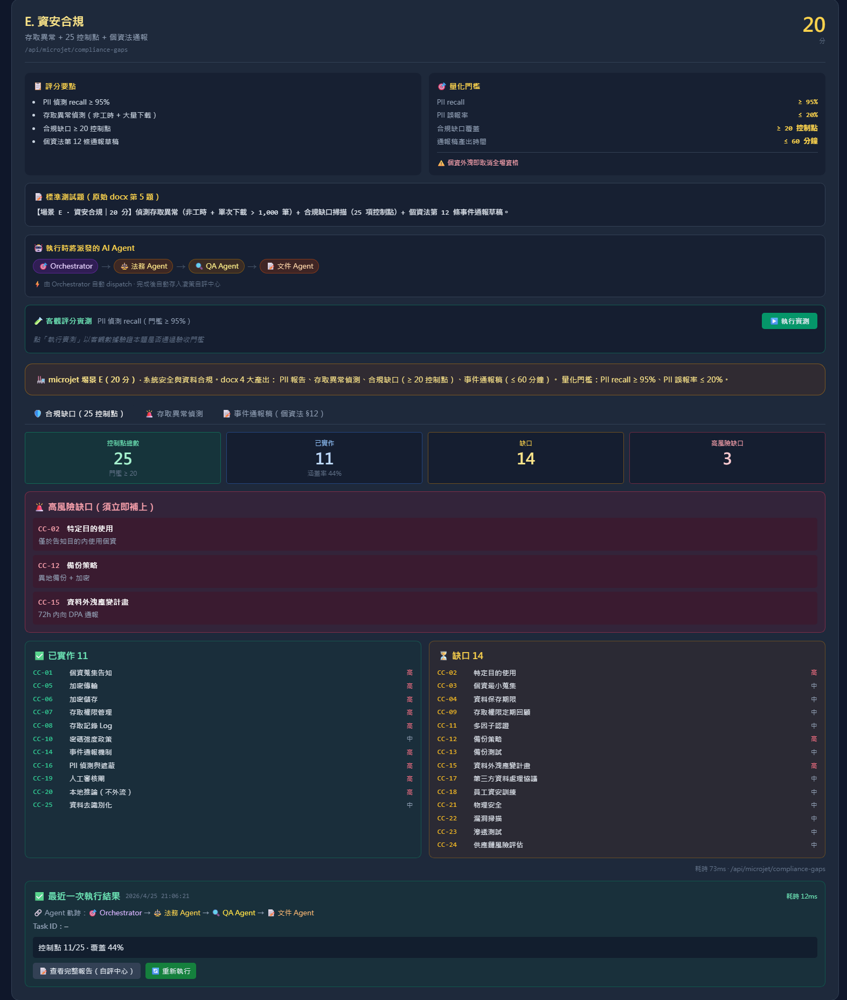 E. 資安合規
20
存取異常 + 25 控制點 + 個資法通報
分
/api/microjet/compliance-gaps
評分要點
PII 偵測 recall ≥ 95%
存取異常偵測 ( 非工時 + 大量下載 )
合規缺口 ≥ 20 控制點
個資法第 12 條通報草稿
量化門檻
PII recall ≥ 95%
PII 誤報率 ≤ 20%
合規缺口覆蓋 ≥ 20 控制點
通報稿產出時間 ≤ 60 分鐘
個資外洩即取消全場資格
標準測試題 ( 原始 docx 第 5 題 )
【場景 E · 資安合規｜20 分】偵測存取異常（非工時 + 單次下載 > 1,000 筆）+ 合規缺口掃描（25 項控制點）+ 個資法第 12 條事件通報草稿。
執行時將派發的 AI Agent
Orchestrator → 法務 Agent → QA Agent → 文件 Agent
由 Orchestrator 自動 dispatch · 完成後自動存入凌策自評中心
客觀評分實測 PII 偵測 recall ( 門檻 ≥ 95% )
執行實測
點「執行實測」以客觀數據驗證本題是否通過驗收門檻
microjet 場景 E ( 20 分 ) · 系統安全與資料合規。docx 4 大產出： PII 報告、存取異常偵測、合規缺口 ( ≥ 20 控制點 ) 、事件通報稿 ( ≤ 60 分鐘 ) 。 量化門檻：PII recall ≥ 95%、PII 誤報率 ≤ 20%。
合規缺口 ( 25 控制點 ) 存取異常偵測 事件通報稿 ( 個資法 §12 )
控制點總數
25
門檻 ≥ 20
已實作
11
涵蓋率 44%
缺口
14
高風險缺口
3
高風險缺口 ( 須立即補上 )
CC-02 特定目的使用
僅於告知目的內使用個資
CC-12 備份策略
異地備份 + 加密
CC-15 資料外洩應變計畫
72h 內向 DPA 通報
已實作 11
CC-01 個資蒐集告知 高
CC-05 加密傳輸 高
CC-06 加密儲存 高
CC-07 存取權限管理 高
CC-08 存取記錄 Log 高
CC-10 密碼強度政策 中
CC-14 事件通報機制 高
CC-16 PII 偵測與遮蔽 高
CC-19 人工審核閘 高
CC-20 本地推論 ( 不外流 ) 高
CC-25 資料去識別化 中
缺口 14
CC-02 特定目的使用 高
CC-03 個資最小蒐集 中
CC-04 資料保存期限 中
CC-09 存取權限定期回顧 中
CC-11 多因子認證 中
CC-12 備份策略 高
CC-13 備份測試 中
CC-15 資料外洩應變計畫 高
CC-17 第三方資料處理協議 中
CC-18 員工資安訓練 中
CC-21 物理安全 中
CC-22 漏洞掃描 中
CC-23 滲透測試 中
CC-24 供應鏈風險評估 中
耗時 73ms · /api/microjet/compliance-gaps
最近一次執行結果 2026/4/25 21:06:21
耗時 12ms
Agent 軌跡： Orchestrator → 法務 Agent → QA Agent → 文件 Agent
Task ID：–
控制點 11/25 · 覆蓋 44%
查看完整報告 ( 自評中心 )
重新執行